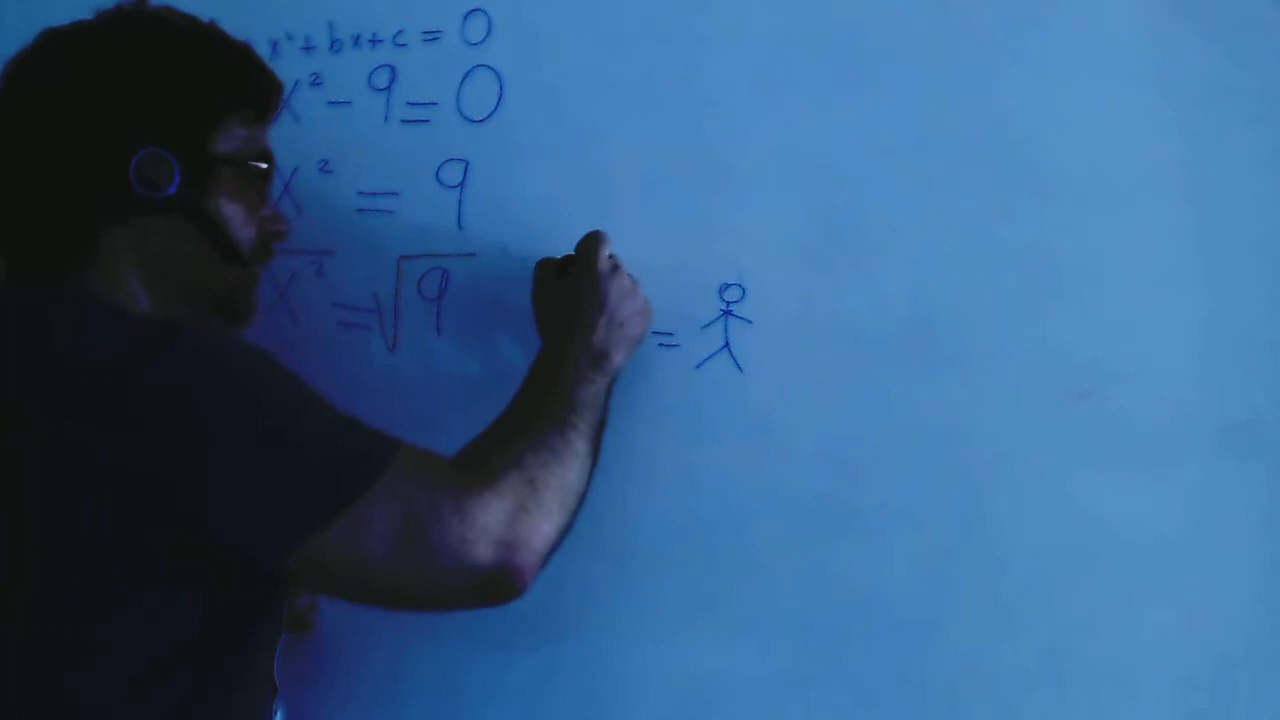 x²+bx+c = 0
x² - 9 = 0
x² = 9
x² = √9 =